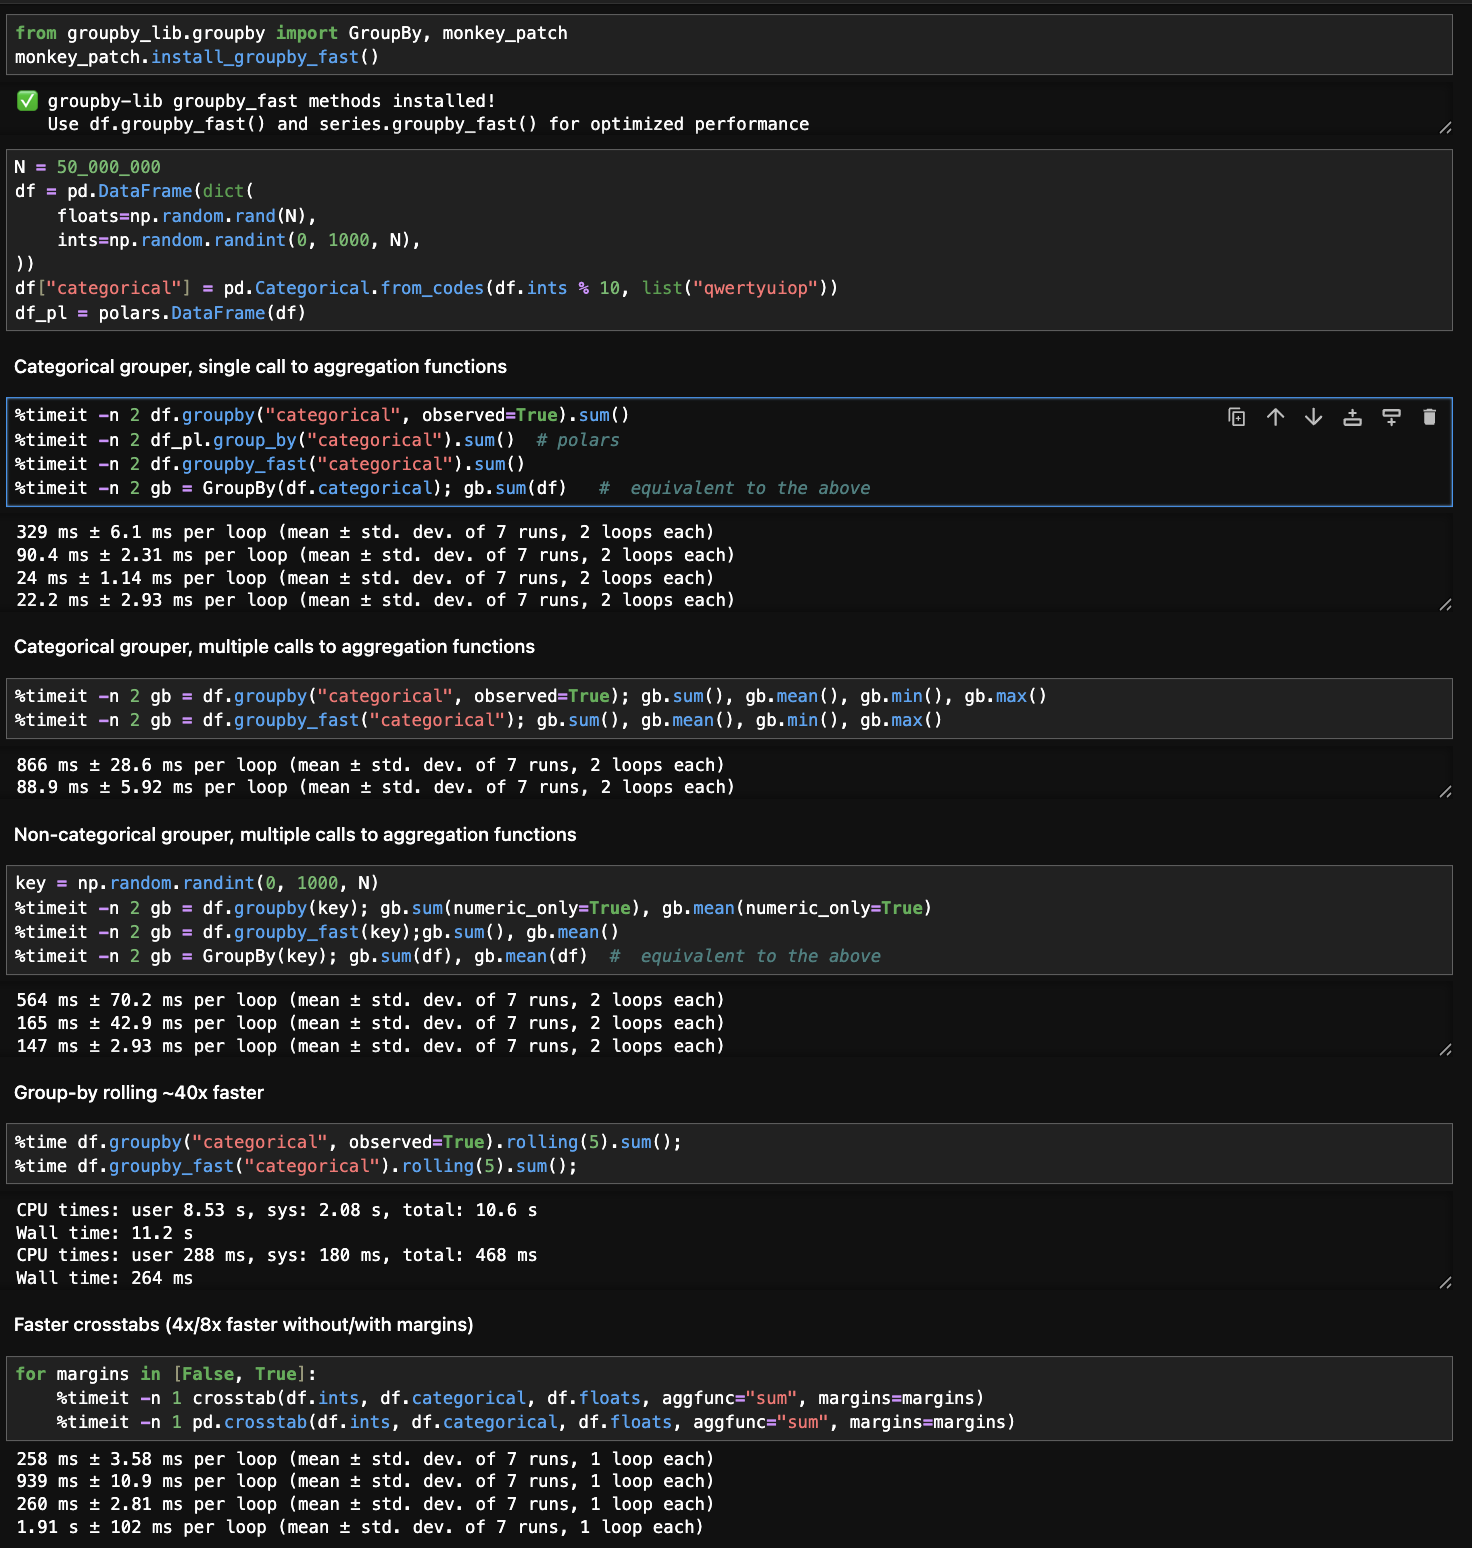 from groupby_lib.groupby import GroupBy, monkey_patch
monkey_patch.install_groupby_fast()
✅ groupby-lib groupby_fast methods installed!
   Use df.groupby_fast() and series.groupby_fast() for optimized performance
N = 50_000_000
df = pd.DataFrame(dict(
    floats=np.random.rand(N),
    ints=np.random.randint(0, 1000, N),
))
df["categorical"] = pd.Categorical.from_codes(df.ints % 10, list("qwertyuiop"))
df_pl = polars.DataFrame(df)
Categorical grouper, single call to aggregation functions
%timeit -n 2 df.groupby("categorical", observed=True).sum()
%timeit -n 2 df_pl.group_by("categorical").sum()  # polars
%timeit -n 2 df.groupby_fast("categorical").sum()
%timeit -n 2 gb = GroupBy(df.categorical); gb.sum(df)   #  equivalent to the above
329 ms ± 6.1 ms per loop (mean ± std. dev. of 7 runs, 2 loops each)
90.4 ms ± 2.31 ms per loop (mean ± std. dev. of 7 runs, 2 loops each)
24 ms ± 1.14 ms per loop (mean ± std. dev. of 7 runs, 2 loops each)
22.2 ms ± 2.93 ms per loop (mean ± std. dev. of 7 runs, 2 loops each)
Categorical grouper, multiple calls to aggregation functions
%timeit -n 2 gb = df.groupby("categorical", observed=True); gb.sum(), gb.mean(), gb.min(), gb.max()
%timeit -n 2 gb = df.groupby_fast("categorical"); gb.sum(), gb.mean(), gb.min(), gb.max()
866 ms ± 28.6 ms per loop (mean ± std. dev. of 7 runs, 2 loops each)
88.9 ms ± 5.92 ms per loop (mean ± std. dev. of 7 runs, 2 loops each)
Non-categorical grouper, multiple calls to aggregation functions
key = np.random.randint(0, 1000, N)
%timeit -n 2 gb = df.groupby(key); gb.sum(numeric_only=True), gb.mean(numeric_only=True)
%timeit -n 2 gb = df.groupby_fast(key);gb.sum(), gb.mean()
%timeit -n 2 gb = GroupBy(key); gb.sum(df), gb.mean(df)  #  equivalent to the above
564 ms ± 70.2 ms per loop (mean ± std. dev. of 7 runs, 2 loops each)
165 ms ± 42.9 ms per loop (mean ± std. dev. of 7 runs, 2 loops each)
147 ms ± 2.93 ms per loop (mean ± std. dev. of 7 runs, 2 loops each)
Group-by rolling ~40x faster
%time df.groupby("categorical", observed=True).rolling(5).sum();
%time df.groupby_fast("categorical").rolling(5).sum();
CPU times: user 8.53 s, sys: 2.08 s, total: 10.6 s
Wall time: 11.2 s
CPU times: user 288 ms, sys: 180 ms, total: 468 ms
Wall time: 264 ms
Faster crosstabs (4x/8x faster without/with margins)
for margins in [False, True]:
    %timeit -n 1 crosstab(df.ints, df.categorical, df.floats, aggfunc="sum", margins=margins)
    %timeit -n 1 pd.crosstab(df.ints, df.categorical, df.floats, aggfunc="sum", margins=margins)
258 ms ± 3.58 ms per loop (mean ± std. dev. of 7 runs, 1 loop each)
939 ms ± 10.9 ms per loop (mean ± std. dev. of 7 runs, 1 loop each)
260 ms ± 2.81 ms per loop (mean ± std. dev. of 7 runs, 1 loop each)
1.91 s ± 102 ms per loop (mean ± std. dev. of 7 runs, 1 loop each)